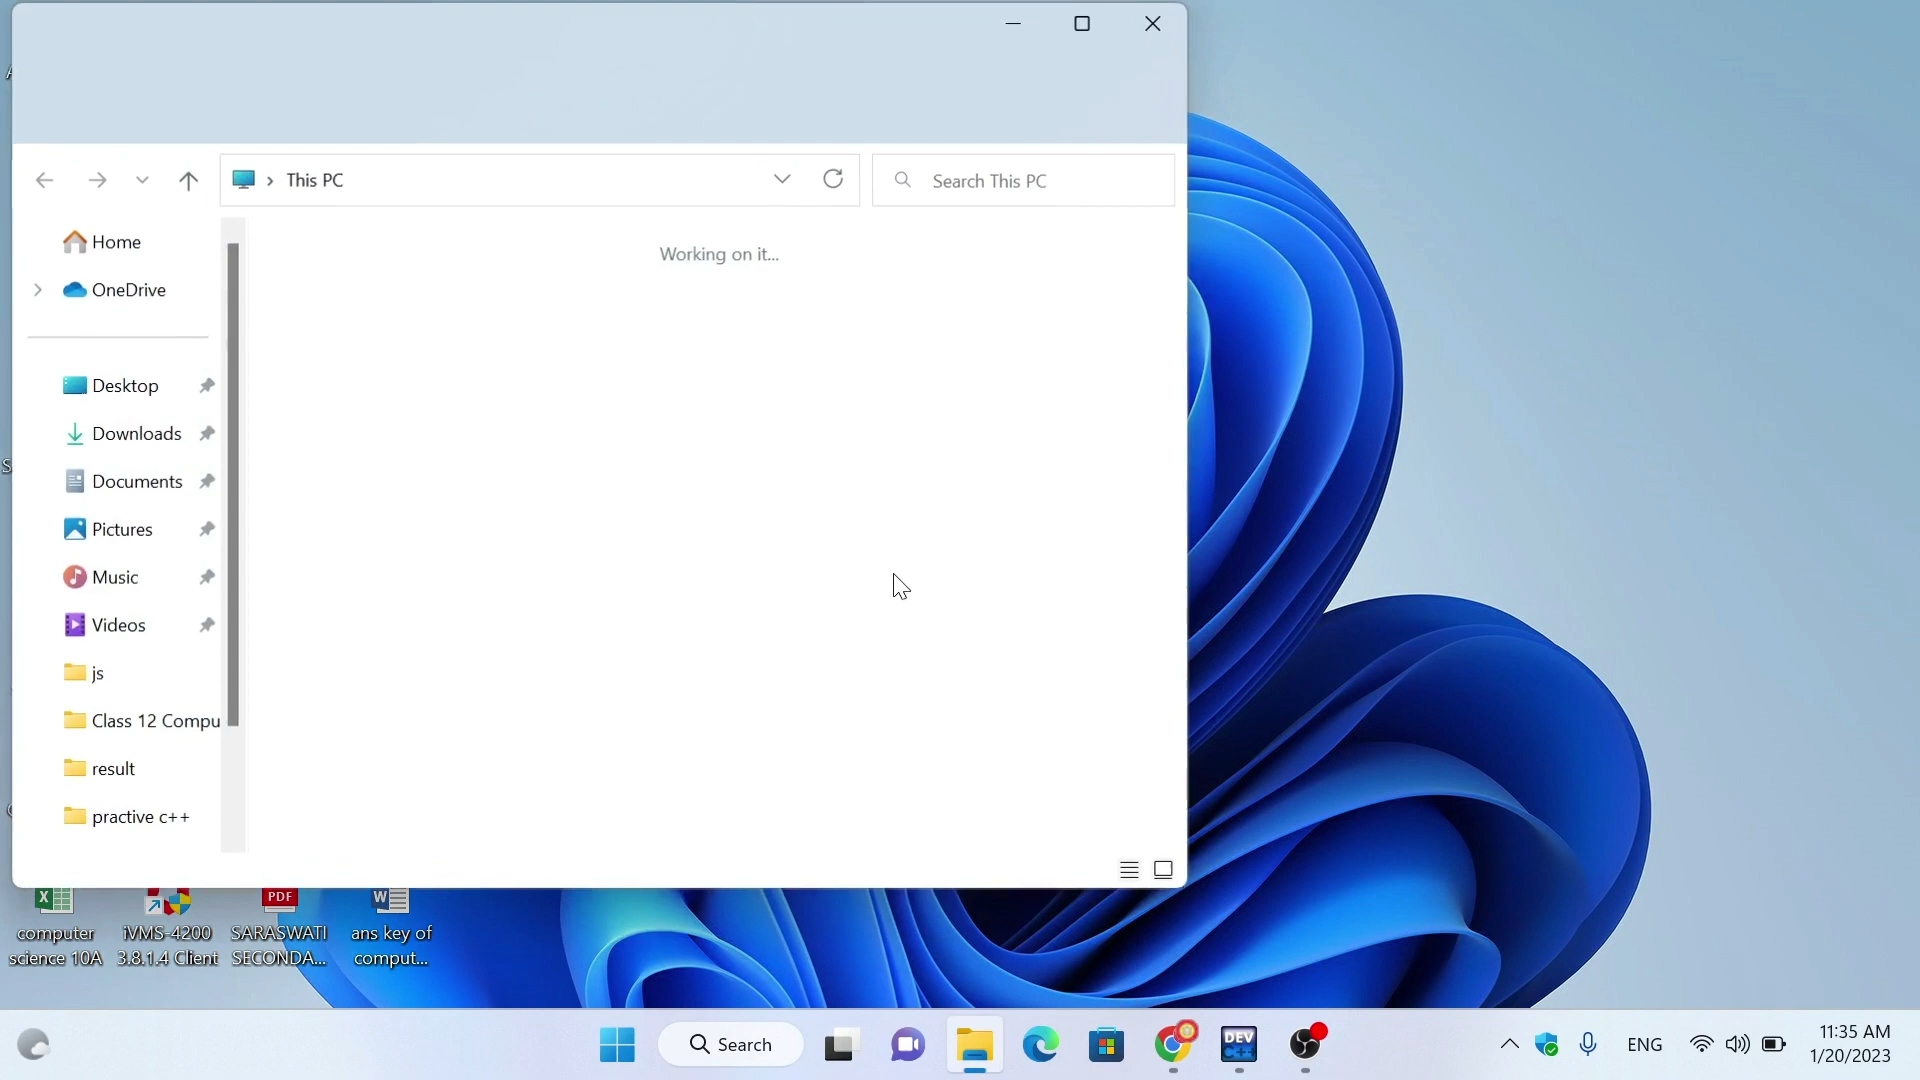 This PC
Search This PC
Home
OneDrive
Working on it...
Desktop
Downloads
Documents
Pictures
Music
Videos
js
Class 12 Compu
result
practive c++
computer
science 10A
iVMS-4200
3.8.1.4 Client
PDF
SARASWATI
SECONDA...
ans key of
comput...
Search
DEV
C++
ENG
11:35 AM
1/20/2023